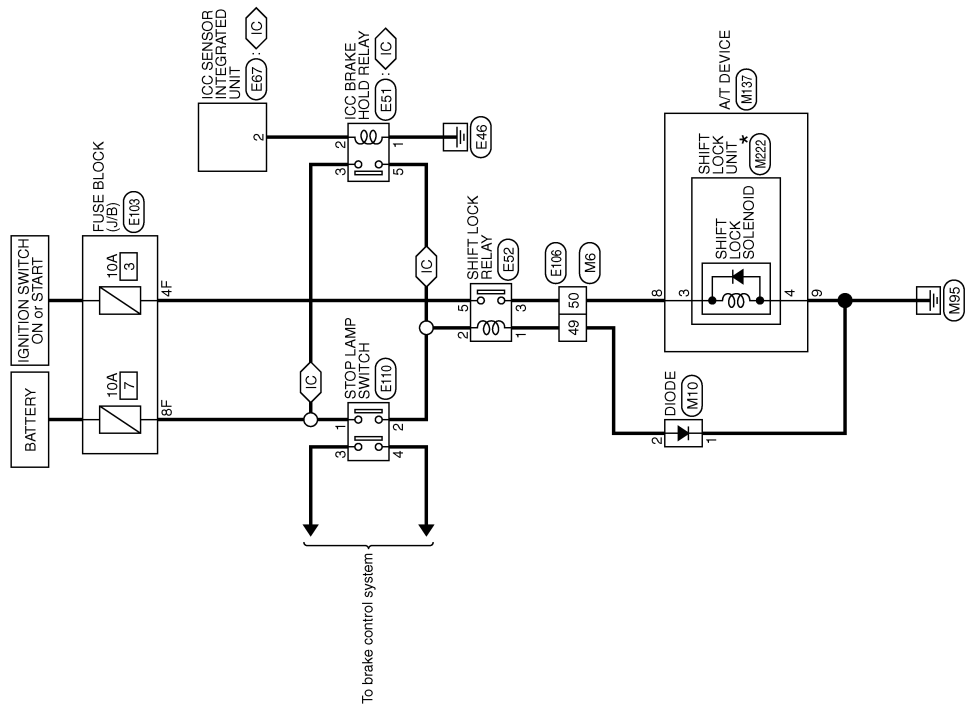 IGNITION SWITCH
ON or START
BATTERY
FUSE BLOCK
(J/B)
E103
10A
3
4F
10A
7
8F
ICC SENSOR
INTEGRATED
UNIT
E67 : IC
2
ICC BRAKE
HOLD RELAY
E51 : IC
2
1
3
5
E46
IC
IC
STOP LAMP
SWITCH
E110
1
2
3
4
To brake control system
SHIFT LOCK
RELAY
E52
5
3
2
1
E106
M6
50
49
A/T DEVICE
M137
SHIFT
LOCK
UNIT *
M222
SHIFT
LOCK
SOLENOID
8
3
4
9
DIODE
M10
2
1
M95